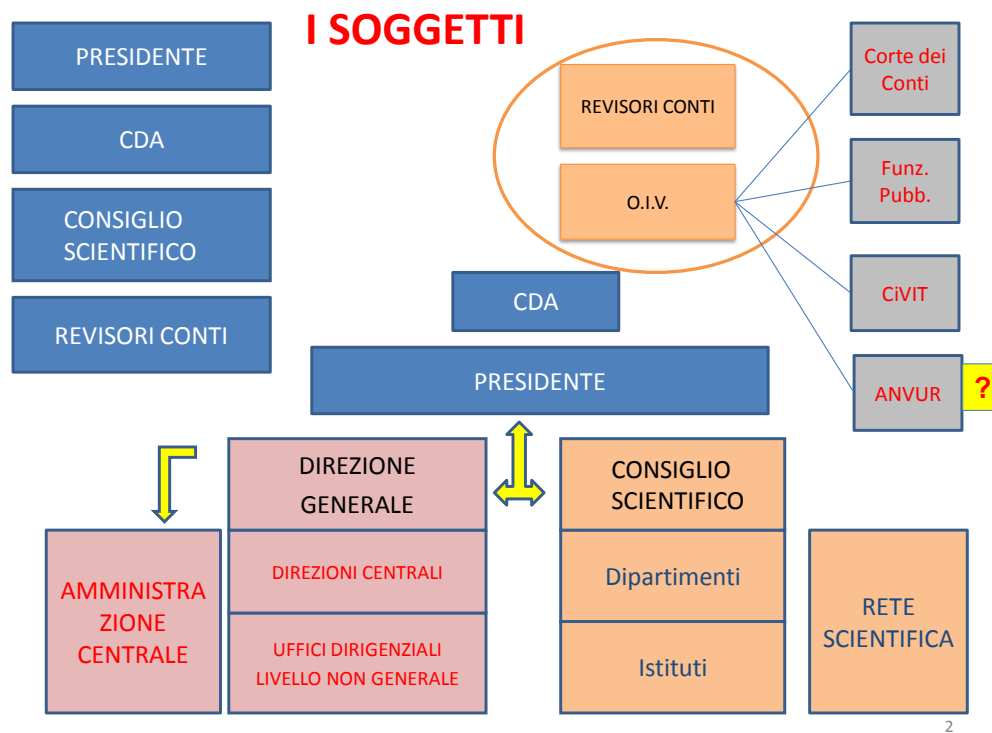 I SOGGETTI
PRESIDENTE
CDA
CONSIGLIO
SCIENTIFICO
REVISORI CONTI
REVISORI CONTI
O.I.V.
Corte dei
Conti
Funz.
Pubb.
CiVIT
ANVUR
?
CDA
PRESIDENTE
DIREZIONE
GENERALE
CONSIGLIO
SCIENTIFICO
AMMINISTRA
ZIONE
CENTRALE
DIREZIONI CENTRALI
UFFICI DIRIGENZIALI
LIVELLO NON GENERALE
Dipartimenti
Istituti
RETE
SCIENTIFICA
2